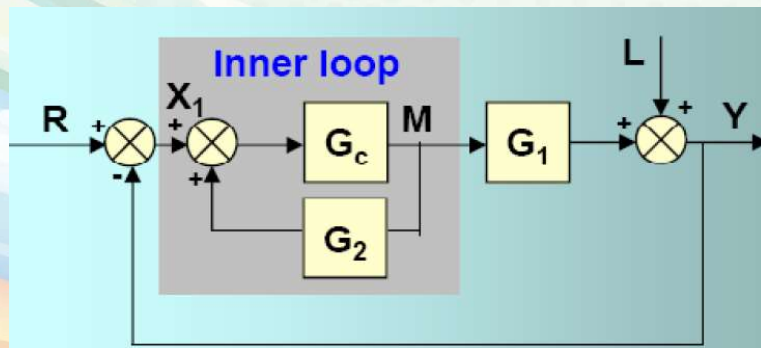 Inner loop
L
R
+
X₁
+
Gc
M
G₁
+
+
Y
-
+
G₂